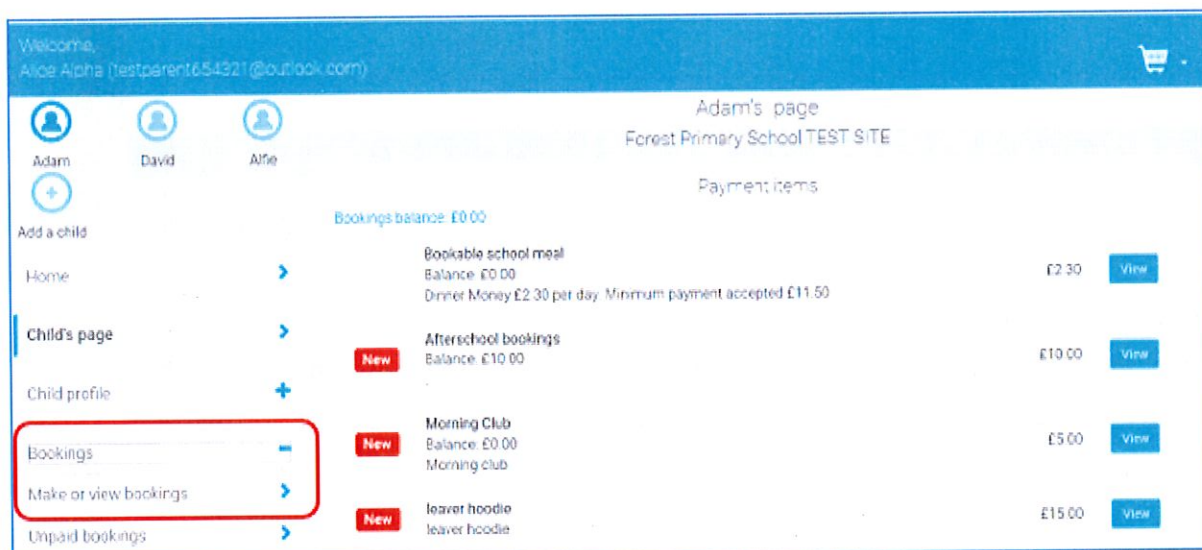 Welcome,
Alice Alpha (testparent654321@outlook.com)
Adam
David
Alfie
Add a child
Home
Child's page
Child profile
Bookings
Make or view bookings
Unpaid bookings
Adam's page
Forest Primary School TEST SITE
Payment items
Bookings balance: £0.00
Bookable school meal
Balance: £0.00
Dinner Money £2.30 per day. Minimum payment accepted £11.50
£2.30
View
New
Afterschool bookings
Balance: £10.00
£10.00
View
New
Morning Club
Balance: £0.00
Morning club
£5.00
View
New
leaver hoodie
leaver hoodie
£15.00
View